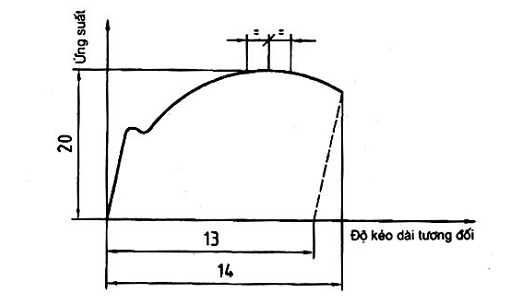 Ứng suất
= =
20
Độ kéo dài tương đối
13
14